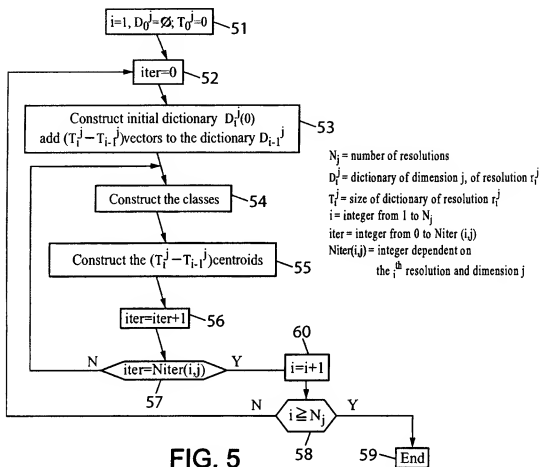 i=1, D₀ʲ=Ø; T₀ʲ=0
51
iter=0
52
Construct initial dictionary Dᵢʲ(0)
add (Tᵢʲ−Tᵢ₋₁ʲ)vectors to the dictionary Dᵢ₋₁ʲ
53
Nⱼ = number of resolutions
Dᵢʲ = dictionary of dimension j, of resolution rᵢʲ
Tᵢʲ = size of dictionary of resolution rᵢʲ
i = integer from 1 to Nⱼ
iter = integer from 0 to Niter (i,j)
Niter(i,j) = integer dependent on
the iᵗʰ resolution and dimension j
Construct the classes
54
Construct the (Tᵢʲ−Tᵢ₋₁ʲ)centroids
55
iter=iter+1
56
60
N
iter=Niter(i,j)
Y
i=i+1
57
N
i≧Nⱼ
Y
58
59
End
FIG. 5